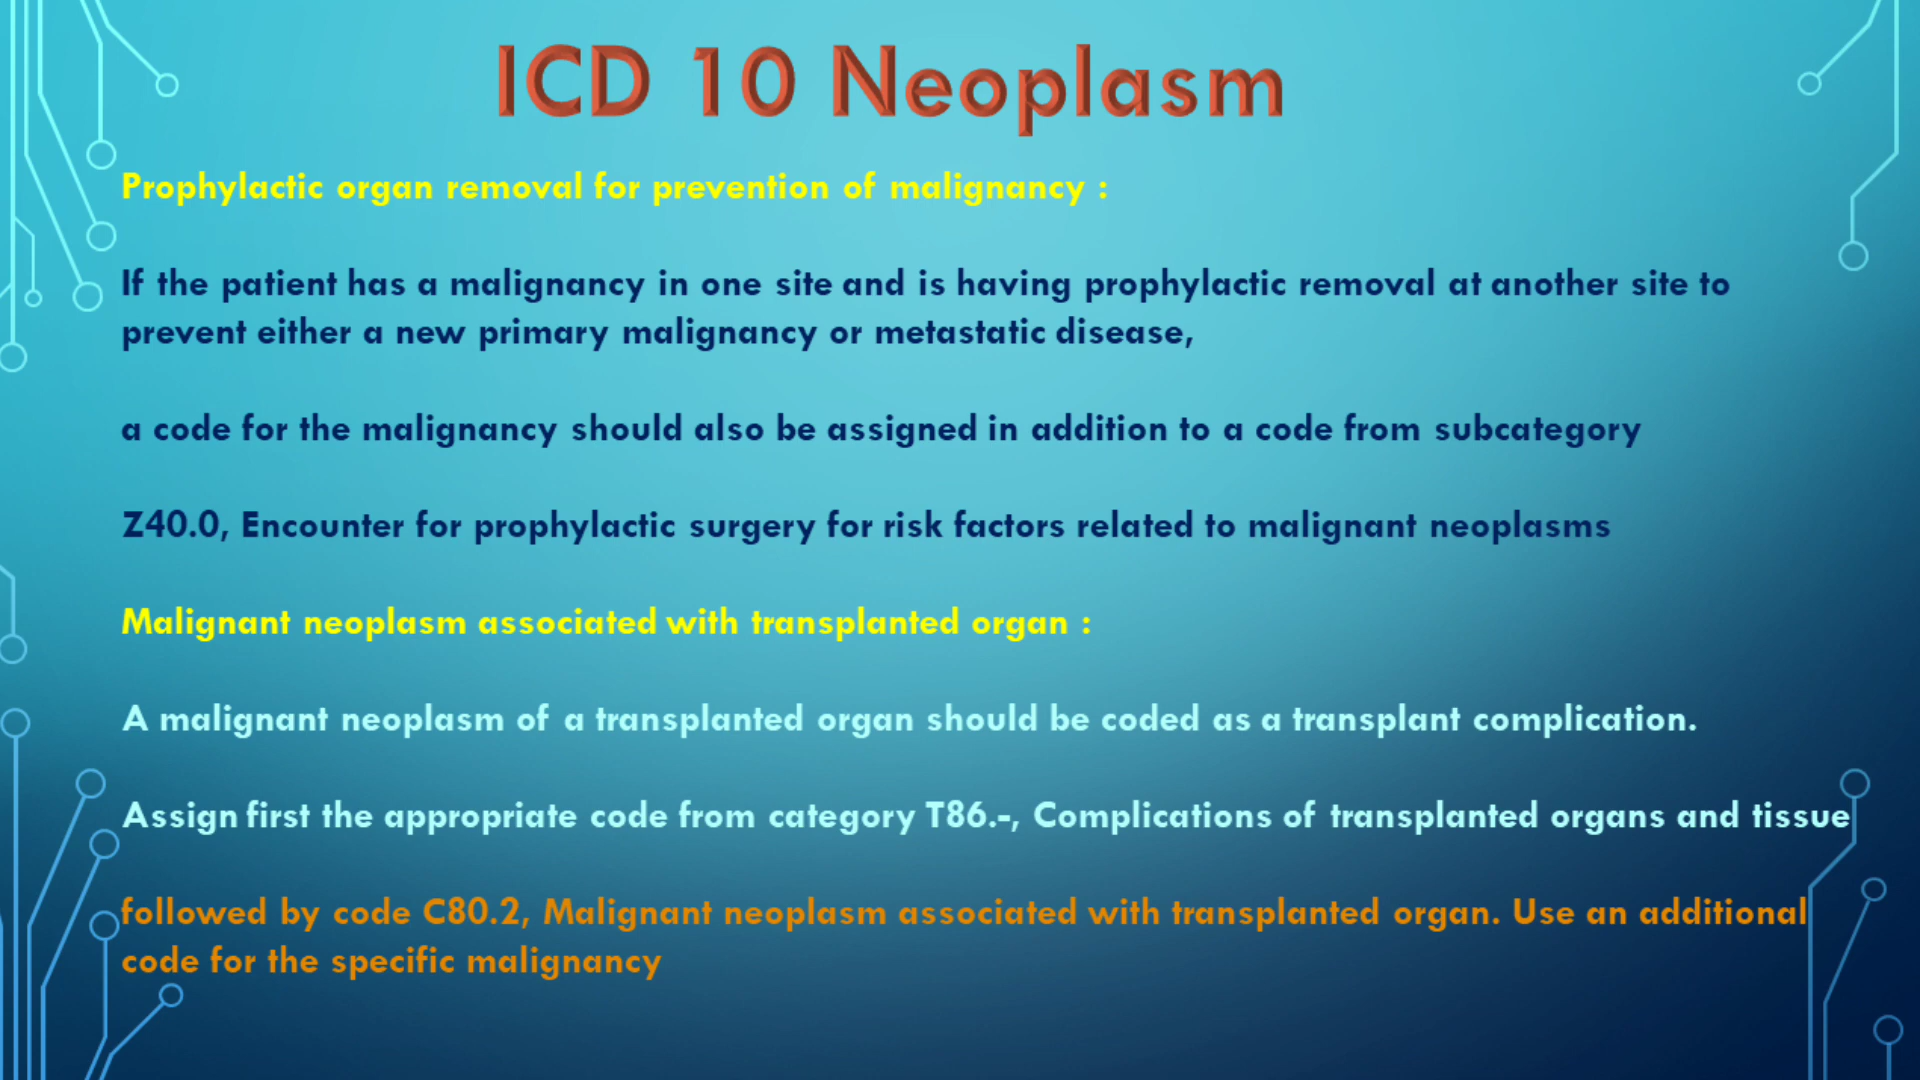 ICD 10 Neoplasm
Prophylactic organ removal for prevention of malignancy :
If the patient has a malignancy in one site and is having prophylactic removal at another site to
prevent either a new primary malignancy or metastatic disease,
a code for the malignancy should also be assigned in addition to a code from subcategory
Z40.0, Encounter for prophylactic surgery for risk factors related to malignant neoplasms
Malignant neoplasm associated with transplanted organ :
A malignant neoplasm of a transplanted organ should be coded as a transplant complication.
Assign first the appropriate code from category T86.-, Complications of transplanted organs and tissue
followed by code C80.2, Malignant neoplasm associated with transplanted organ. Use an additional
code for the specific malignancy